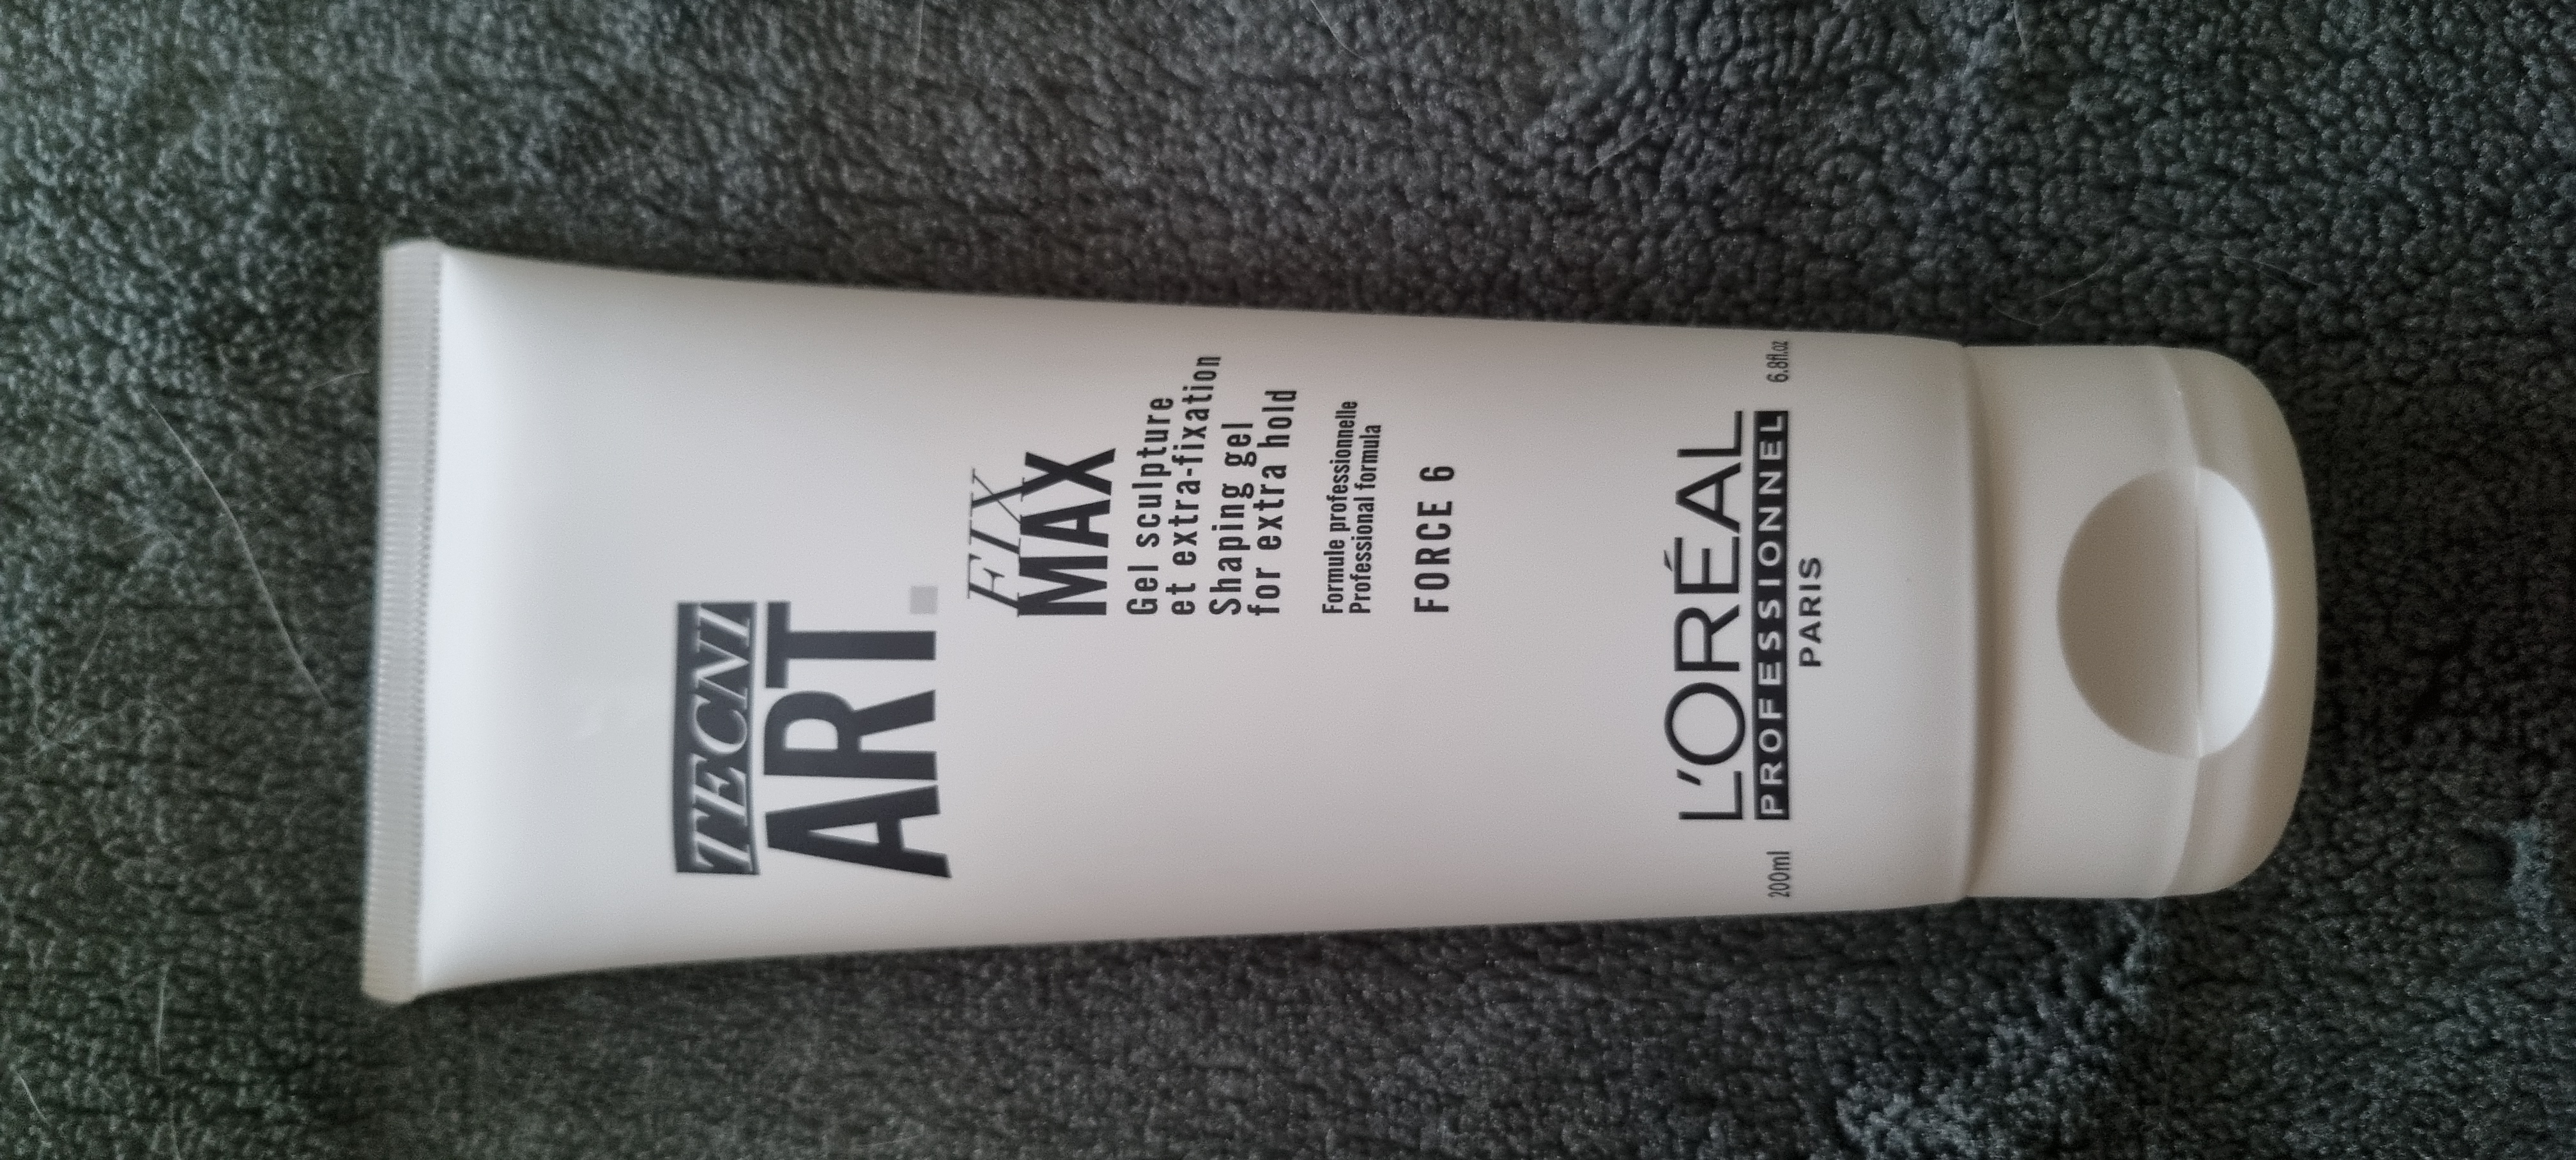 TECNI
ART.
FIX
MAX
Gel sculpture
et extra-fixation
Shaping gel
for extra hold
Formule professionnelle
Professional formula
FORCE 6
L'ORÉAL
200ml PROFESSIONNEL 6.8fl.oz
PARIS